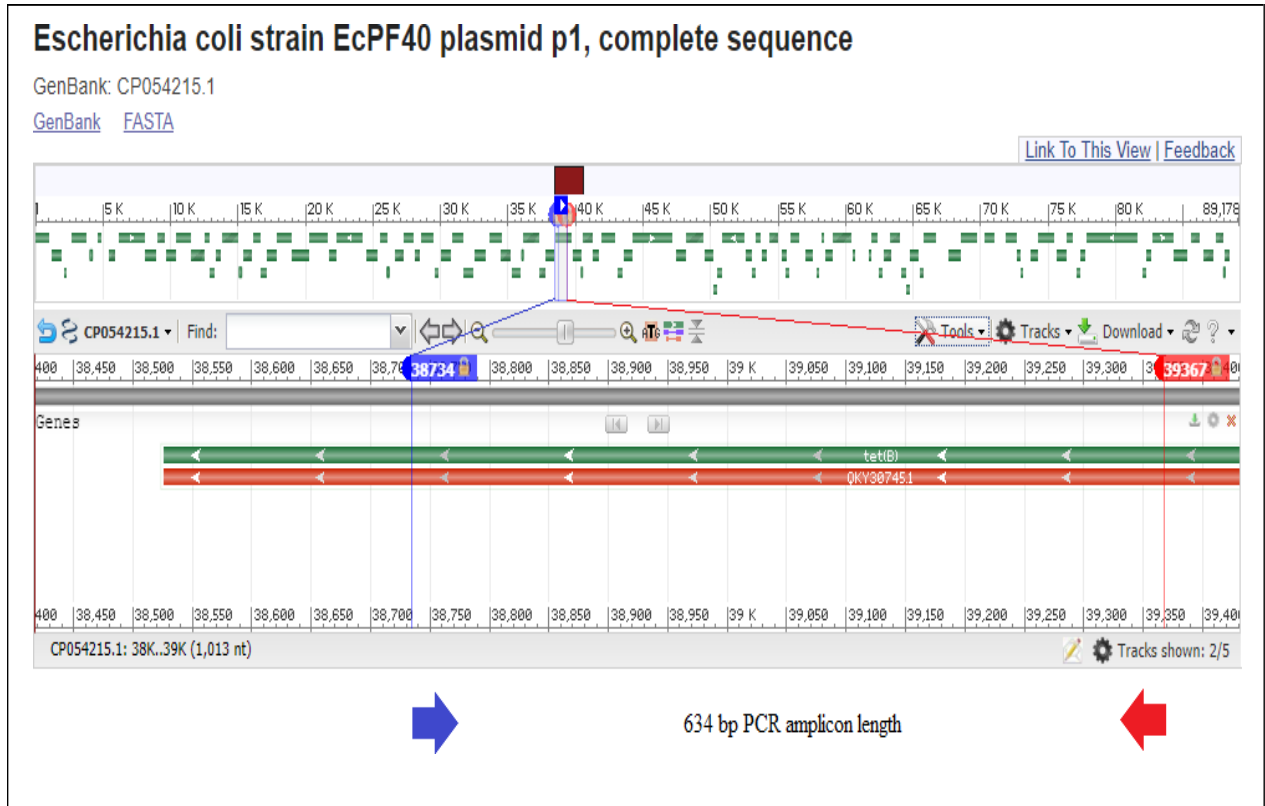 Escherichia coli strain EcPF40 plasmid p1, complete sequence
GenBank: CP054215.1
GenBank FASTA
Link To This View | Feedback
5 K 10 K 15 K 20 K 25 K 30 K 35 K 40 K 45 K 50 K 55 K 60 K 65 K 70 K 75 K 80 K 89,178
CP054215.1 Find: ATG Tools Tracks Download ?
400 38,450 38,500 38,550 38,600 38,650 38734 38,800 38,850 38,900 38,950 39 K 39,050 39,100 39,150 39,200 39,250 39,300 39367
Genes
tet(B)
QKY30745.1
400 38,450 38,500 38,550 38,600 38,650 38,700 38,750 38,800 38,850 38,900 38,950 39 K 39,050 39,100 39,150 39,200 39,250 39,300 39,350 39,40
CP054215.1: 38K..39K (1,013 nt) Tracks shown: 2/5
634 bp PCR amplicon length